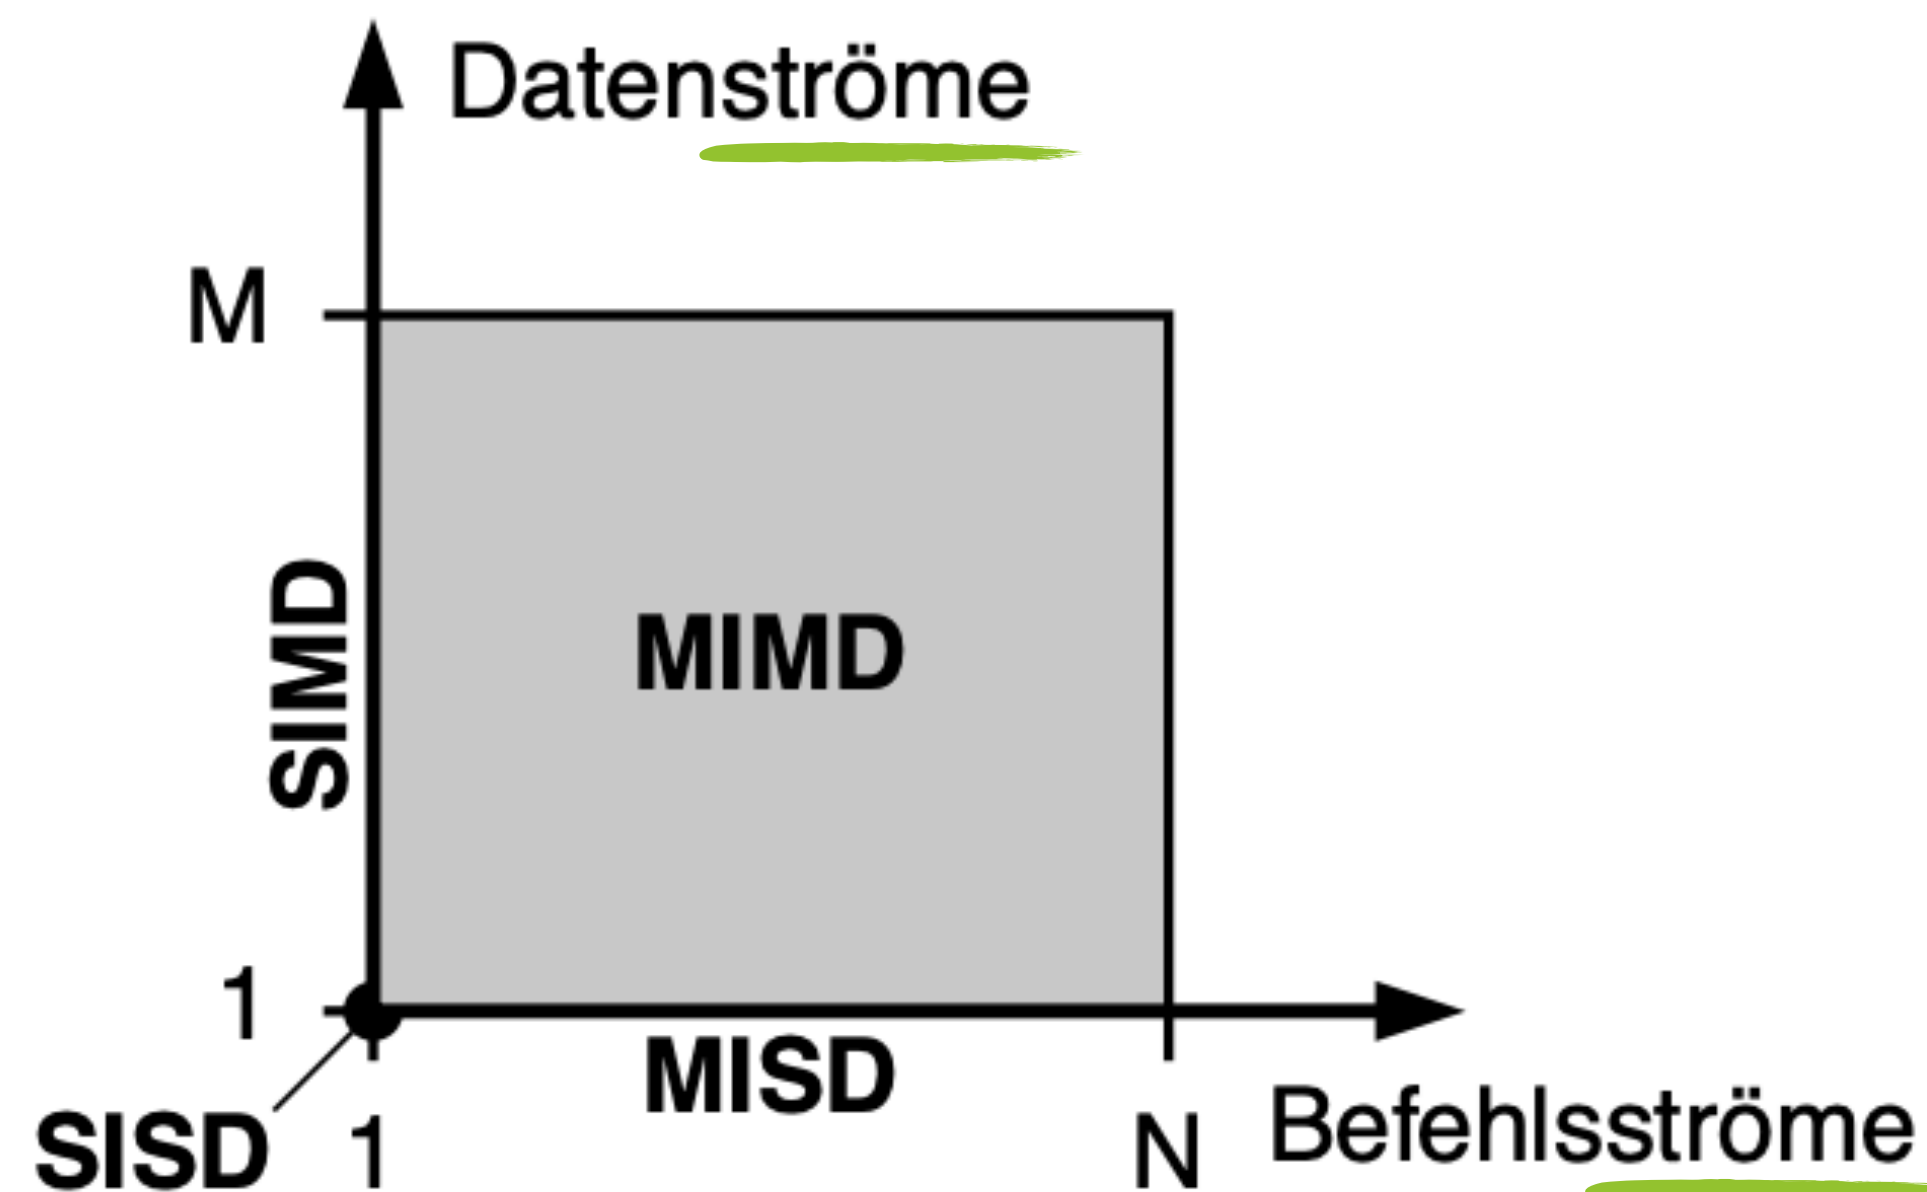 Datenströme
M
SIMD
MIMD
1
MISD
SISD
1
N
Befehlsströme